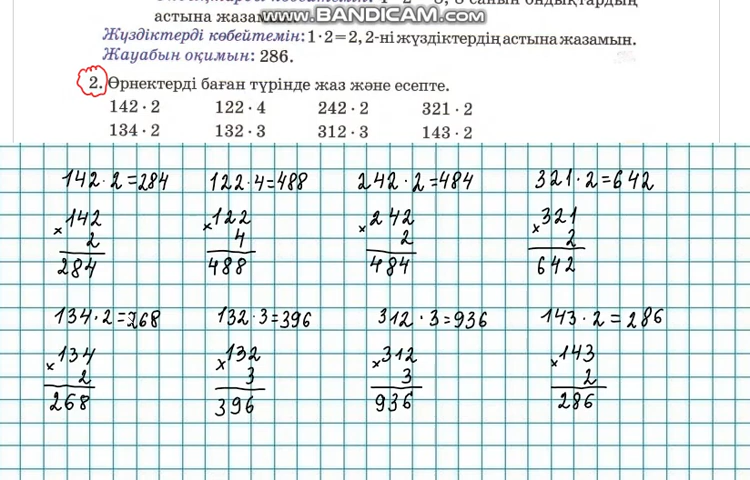 астына жаза
www.BANDICAM.com
Жүздіктерді көбейтемін: 1 · 2 = 2, 2-ні жүздіктердің астына жазамын.
Жауабын оқимын: 286.
2. Өрнектерді баған түрінде жаз және есепте.
142 · 2 122 · 4 242 · 2 321 · 2
134 · 2 132 · 3 312 · 3 143 · 2
142 · 2 = 284 122 · 4 = 488 242 · 2 = 484 321 · 2 = 642
× 142 × 122 × 242 × 321
2 4 2 2
284 488 484 642
134 · 2 = 268 132 · 3 = 396 312 · 3 = 936 143 · 2 = 286
× 134 × 132 × 312 × 143
2 3 3 2
268 396 936 286